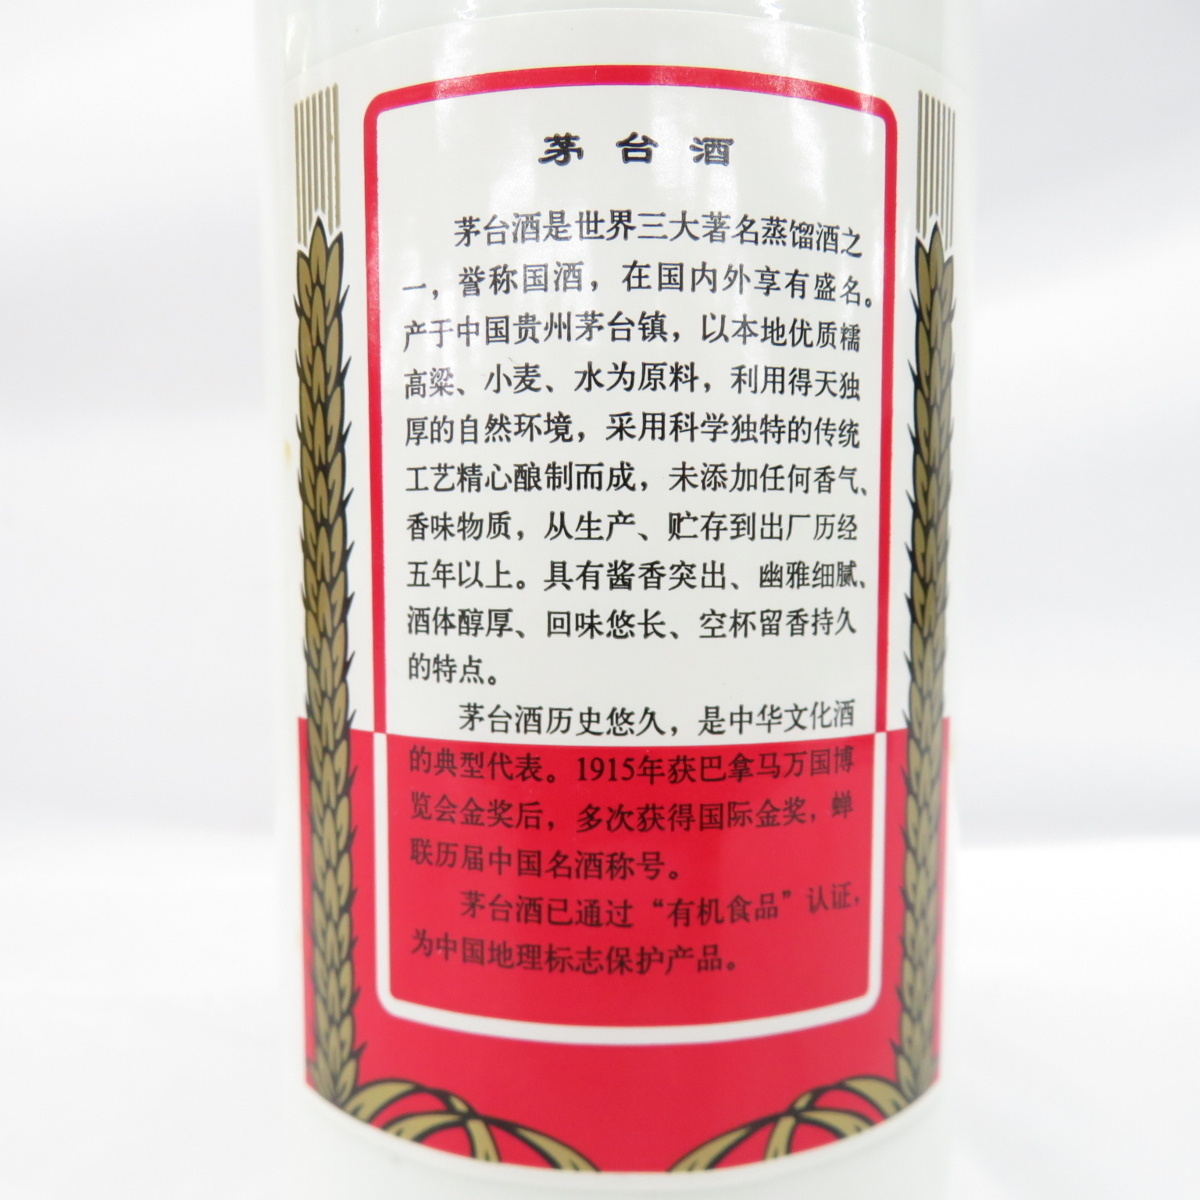 茅台酒
茅台酒是世界三大著名蒸馏酒之
一，誉称国酒，在国内外享有盛名。
产于中国贵州茅台镇，以本地优质糯
高粱、小麦、水为原料，利用得天独
厚的自然环境，采用科学独特的传统
工艺精心酿制而成，未添加任何香气、
香味物质，从生产、贮存到出厂历经
五年以上。具有酱香突出、幽雅细腻、
酒体醇厚、回味悠长、空杯留香持久
的特点。
茅台酒历史悠久，是中华文化酒
的典型代表。1915年获巴拿马万国博
览会金奖后，多次获得国际金奖，蝉
联历届中国名酒称号。
茅台酒已通过“有机食品”认证，
为中国地理标志保护产品。